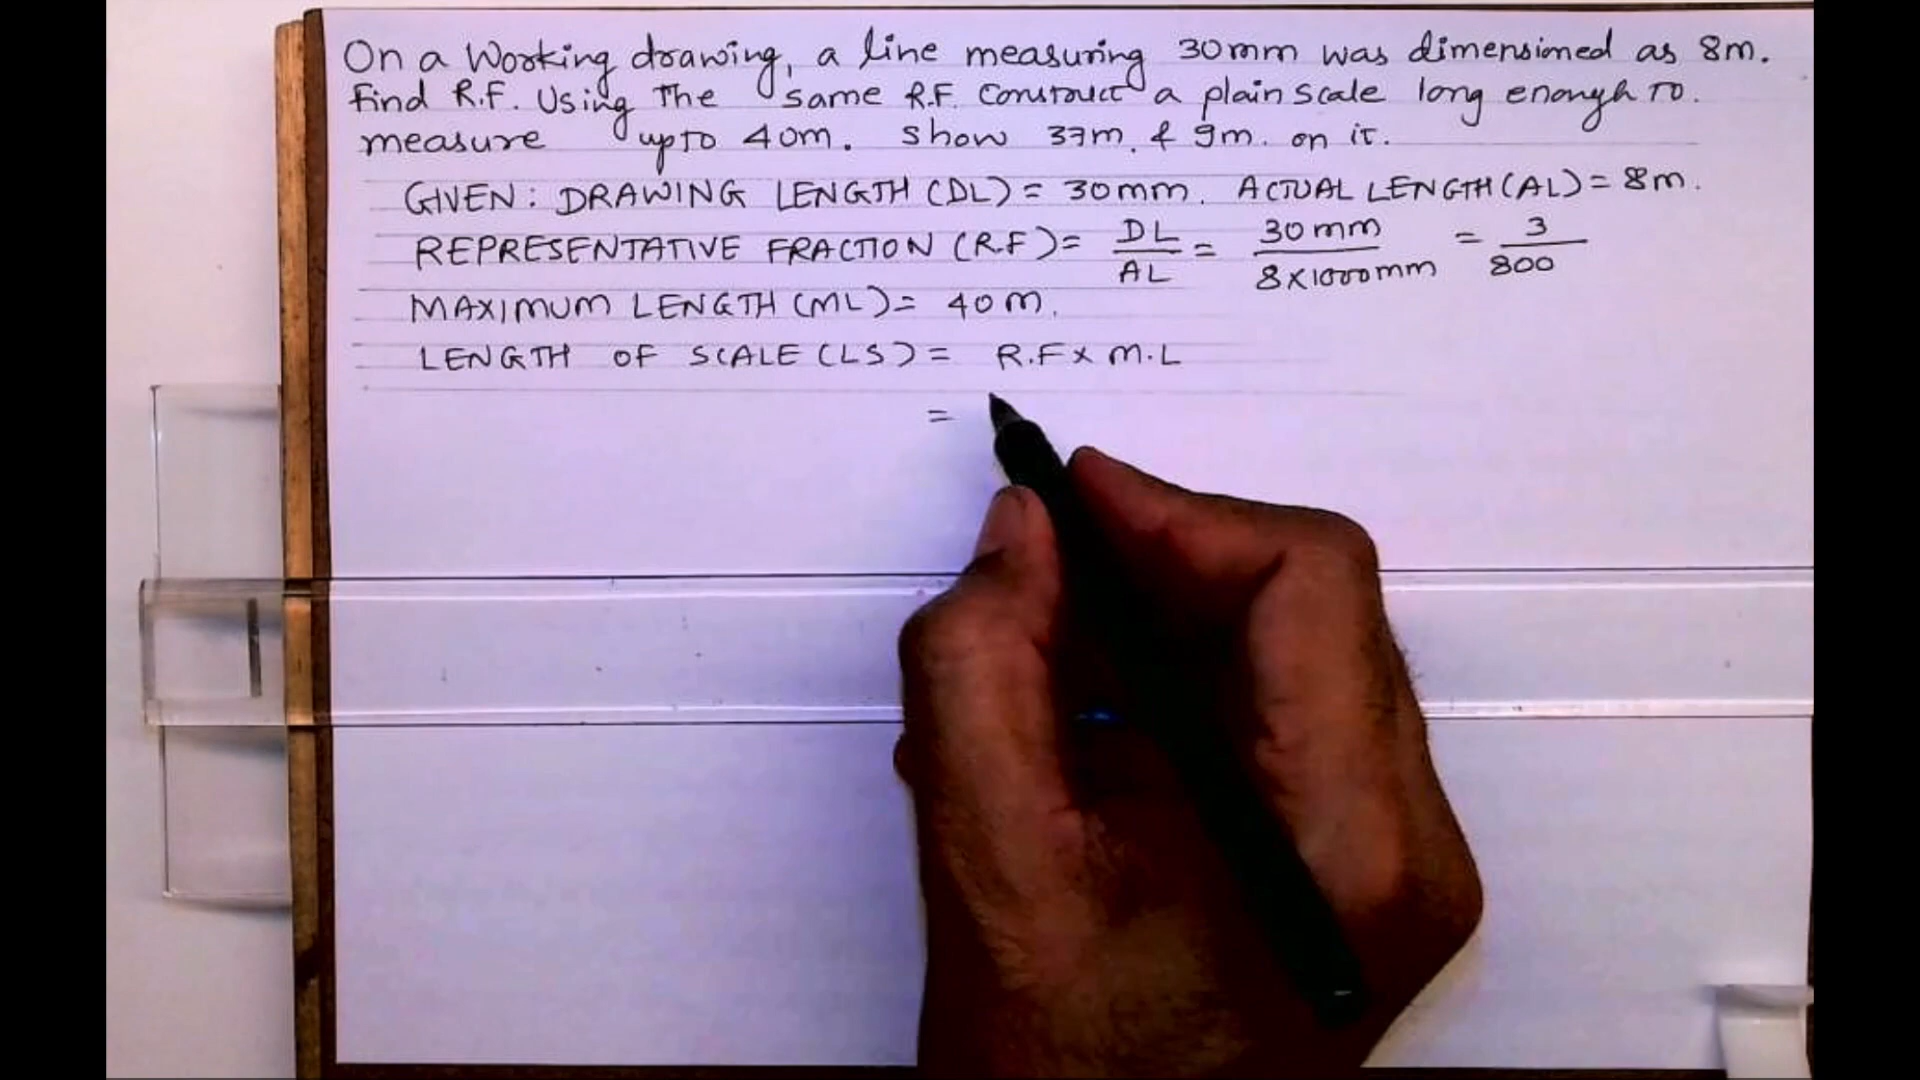 On a Working drawing, a line measuring 30mm was dimensioned as 8m.
Find R.F. Using The same R.F. Construct a plain scale long enough to.
measure upto 40m. Show 37m. & 9m. on it.
GIVEN: DRAWING LENGTH (DL) = 30mm. ACTUAL LENGTH (AL) = 8m.
REPRESENTATIVE FRACTION (R.F) = DL/AL = 30mm/8×1000mm = 3/800
MAXIMUM LENGTH (ML) = 40m.
LENGTH OF SCALE (LS) = R.F × M.L
=